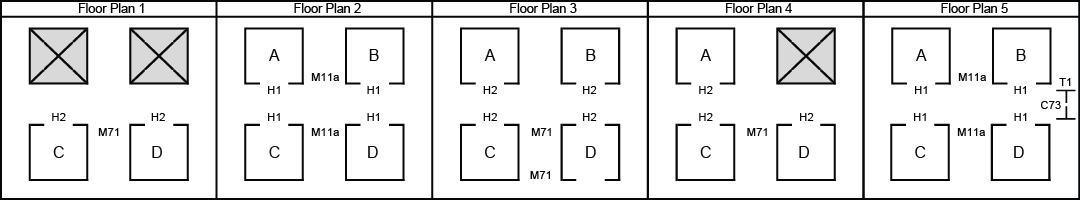 Floor Plan 1
H2 M71 H2
C D
Floor Plan 2
A B
H1 M11a H1
H1 M11a H1
C D
Floor Plan 3
A B
H2 H2
H2 M71 H2
C D
M71
Floor Plan 4
A
H2
H2 M71 H2
C D
Floor Plan 5
A B
M11a
H1 H1 T1
C73
H1 M11a H1
C D